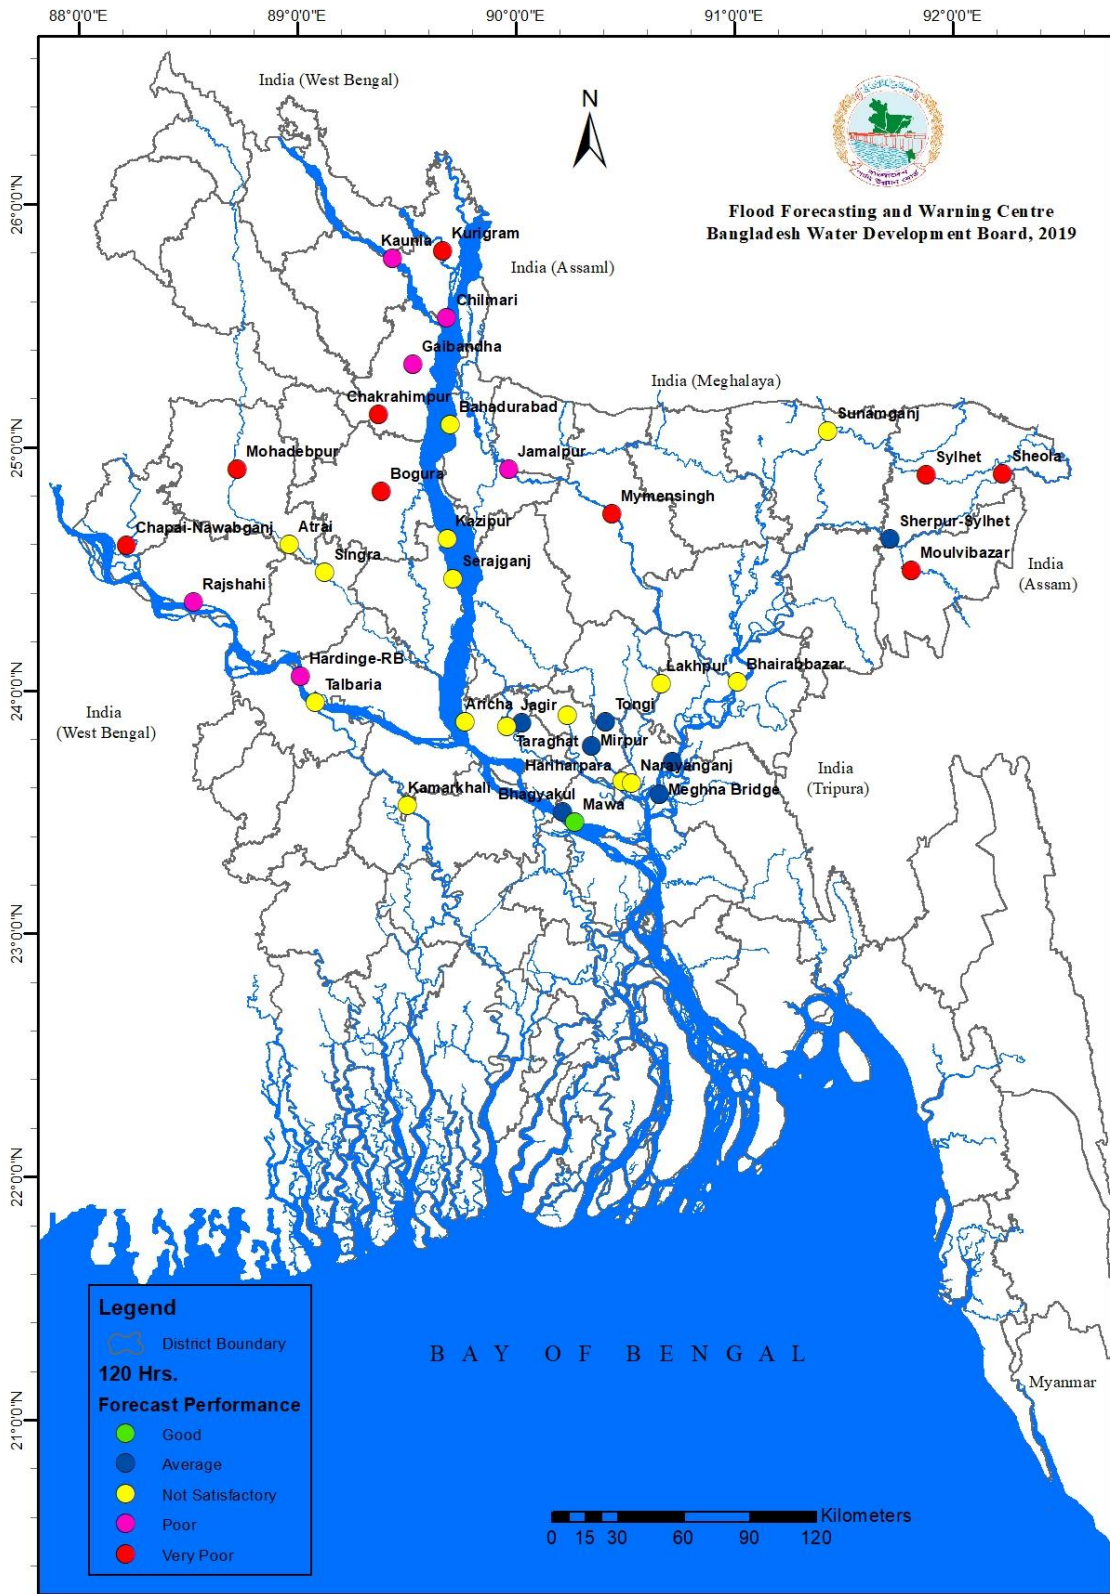 88°0'0"E
89°0'0"E
90°0'0"E
91°0'0"E
92°0'0"E
India (West Bengal)
N
Flood Forecasting and Warning Centre
Bangladesh Water Development Board, 2019
26°0'0"N
Kaunia
Kurigram
India (Assaml)
Chilmari
Gaibandha
India (Meghalaya)
Chakrahimpur
Bahadurabad
Sunamganj
25°0'0"N
Mohadebpur
Bogura
Jamalpur
Sylhet
Sheola
Mymensingh
Chapai-Nawabganj
Atrai
Kazipur
Sherpur-Sylhet
Singra
Serajganj
Moulvibazar
India
(Assam)
Rajshahi
Hardinge-RB
Lakhpur
Bhairabbazar
24°0'0"N
Talbaria
India
(West Bengal)
Aricha
Jagir
Tongi
Taraghat
Mirpur
Hariharpara
Narayanganj
India
(Tripura)
Kamarkhali
Bhagyakul
Mawa
Meghna Bridge
23°0'0"N
22°0'0"N
21°0'0"N
Legend
District Boundary
120 Hrs.
Forecast Performance
Good
Average
Not Satisfactory
Poor
Very Poor
BAY OF BENGAL
Myanmar
Kilometers
0 15 30 60 90 120